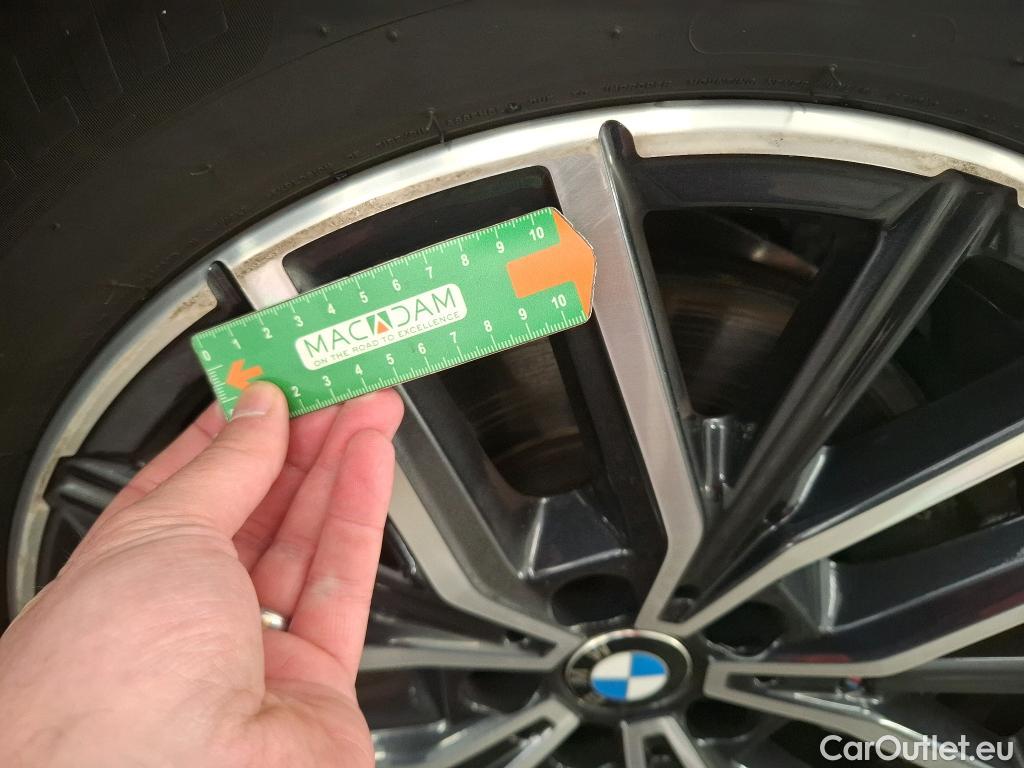 0 1 2 3 4 5 6 7 8 9 10
MACADAM
ON THE ROAD TO EXCELLENCE
2 3 4 5 6 7 8 9 10
BMW
CarOutlet.eu